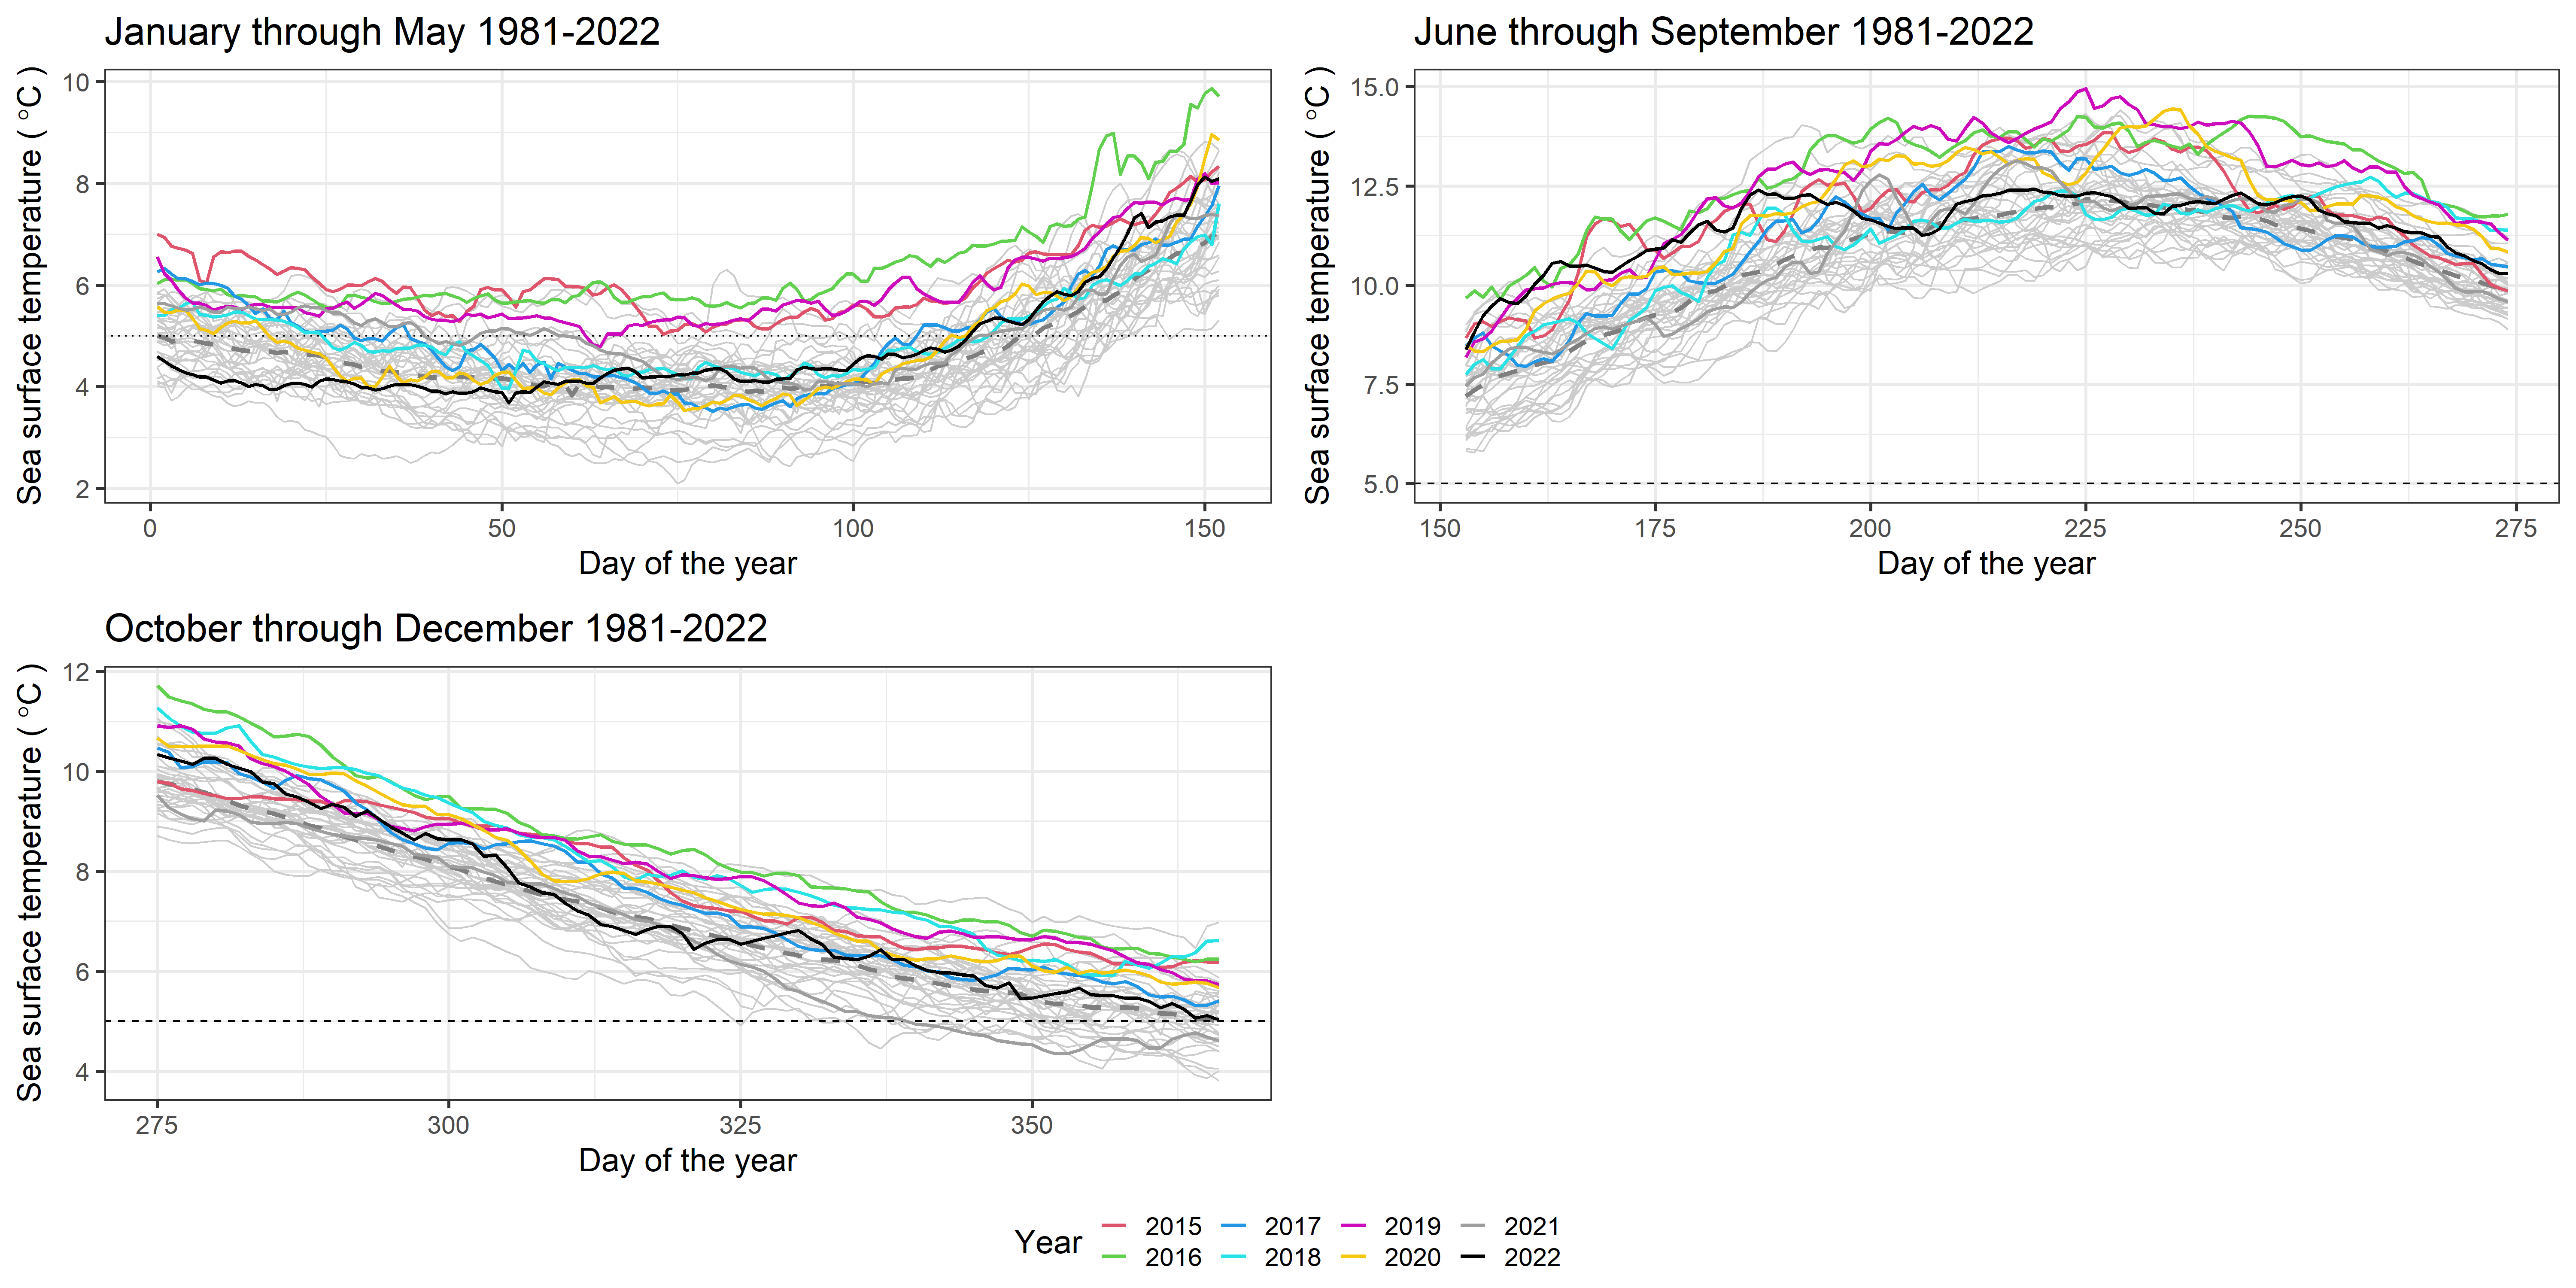 January through May 1981-2022
Sea surface temperature ( °C )
10
8
6
4
2
0 50 100 150
Day of the year
June through September 1981-2022
Sea surface temperature ( °C )
15.0
12.5
10.0
7.5
5.0
150 175 200 225 250 275
Day of the year
October through December 1981-2022
Sea surface temperature ( °C )
12
10
8
6
4
275 300 325 350
Day of the year
Year
2015 2017 2019 2021
2016 2018 2020 2022